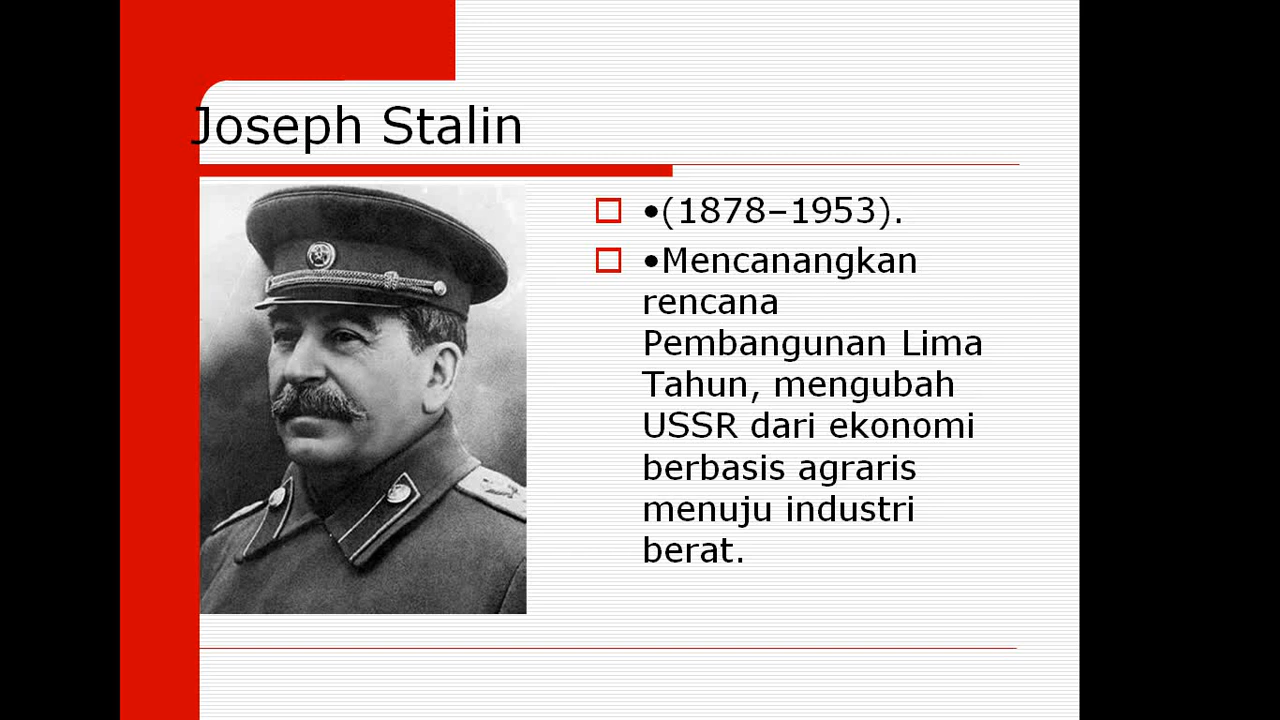 Joseph Stalin
•(1878–1953).
•Mencanangkan
rencana
Pembangunan Lima
Tahun, mengubah
USSR dari ekonomi
berbasis agraris
menuju industri
berat.